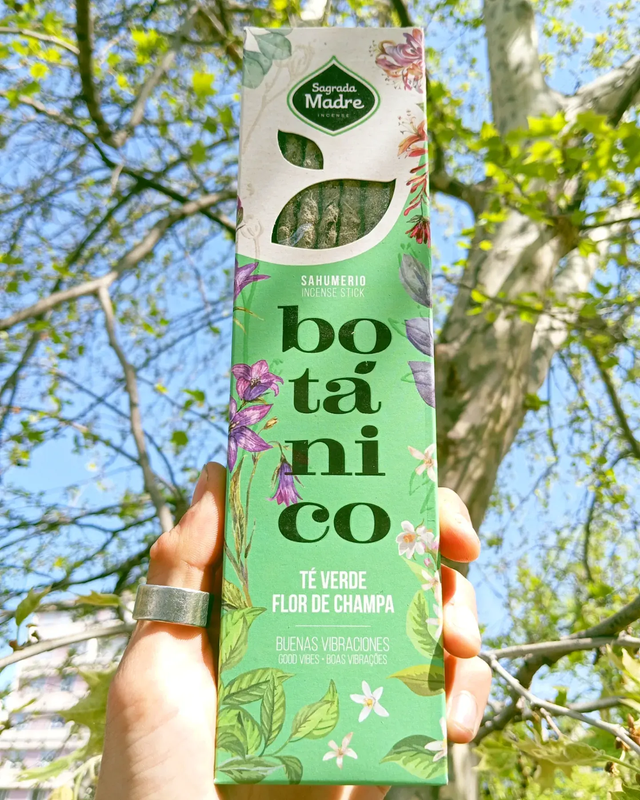 Sagrada
Madre
INCENSE
SAHUMERIO
INCENSE STICK
bo
tá
ni
co
TÉ VERDE
FLOR DE CHAMPA
BUENAS VIBRACIONES
GOOD VIBES - BOAS VIBRAÇÕES